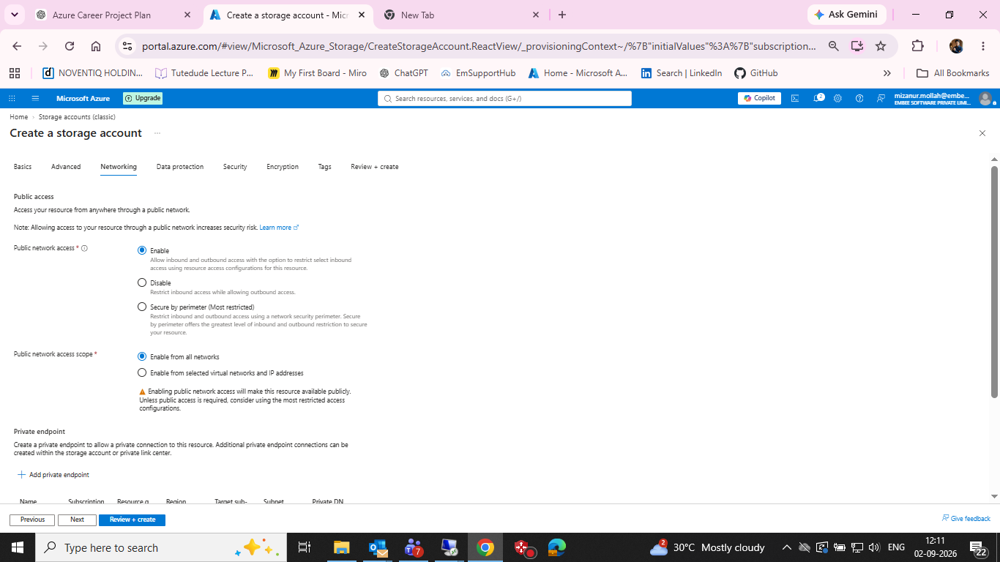 Azure Career Project Plan
Create a storage account - Micr
New Tab
Ask Gemini
portal.azure.com/#view/Microsoft_Azure_Storage/CreateStorageAccount.ReactView/_provisioningContext~/%7B"initialValues"%3A%7B"subscription...
NOVENTIQ HOLDIN...
Tutedude Lecture P...
My First Board - Miro
ChatGPT
EmSupportHub
Home - Microsoft A...
Search | LinkedIn
GitHub
All Bookmarks
Microsoft Azure
Upgrade
Search resources, services, and docs (G+/)
Copilot
2
mizanur.mollah@embe...
EMBEE SOFTWARE PRIVATE LIMI...
Home › Storage accounts (classic)
Create a storage account ...
Basics
Advanced
Networking
Data protection
Security
Encryption
Tags
Review + create
Public access
Access your resource from anywhere through a public network.
Note: Allowing access to your resource through a public network increases security risk. Learn more
Public network access *
Enable
Allow inbound and outbound access with the option to restrict select inbound
access using resource access configurations for this resource.
Disable
Restrict inbound access while allowing outbound access.
Secure by perimeter (Most restricted)
Restrict inbound and outbound access using a network security perimeter. Secure
by perimeter offers the greatest level of inbound and outbound restriction to secure
your resource.
Public network access scope *
Enable from all networks
Enable from selected virtual networks and IP addresses
Enabling public network access will make this resource available publicly.
Unless public access is required, consider using the most restricted access
configurations.
Private endpoint
Create a private endpoint to allow a private connection to this resource. Additional private endpoint connections can be
created within the storage account or private link center.
Add private endpoint
Name
Subscription
Resource g
Region
Target sub-
Subnet
Private DN
Previous
Next
Review + create
Give feedback
Type here to search
7
2
30°C Mostly cloudy
ENG
12:11
02-09-2026
22